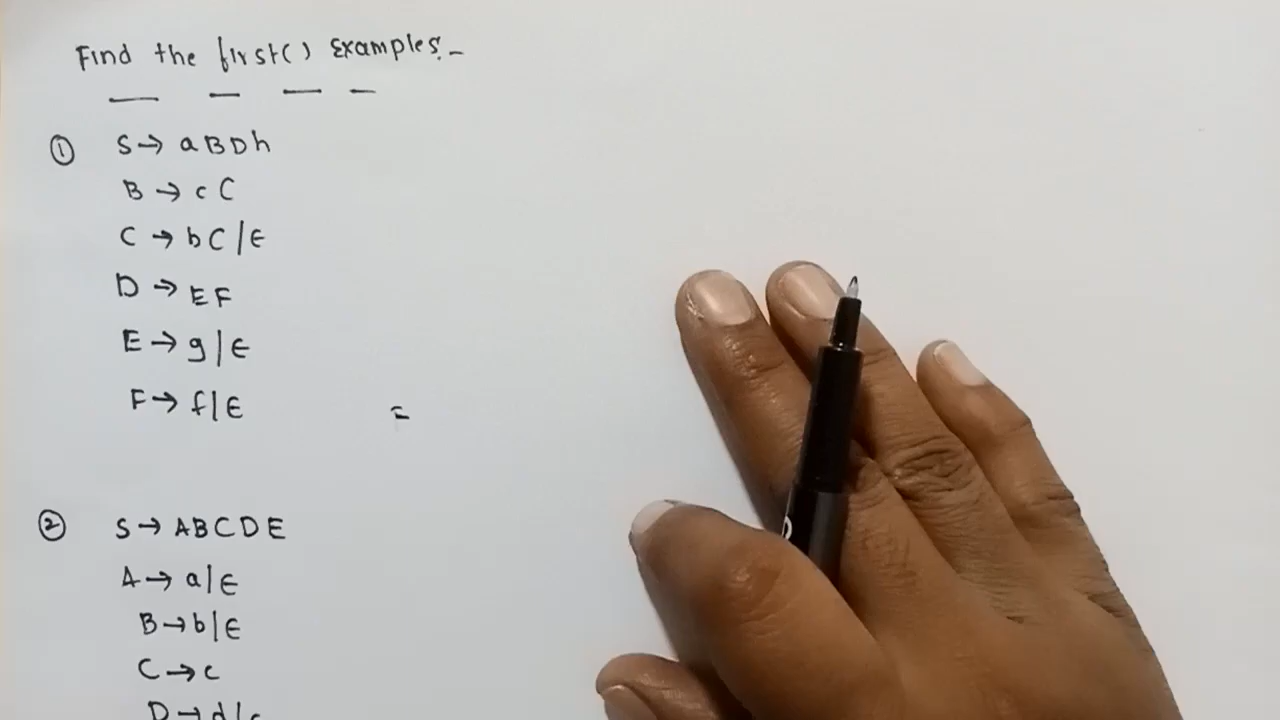 Find the first() Examples.
① S → aBDh
B → cC
C → bC/ϵ
D → EF
E → g|ϵ
F → f|ϵ
=
② S → ABCDE
A → a|ϵ
B → b|ϵ
C → c
D → d/